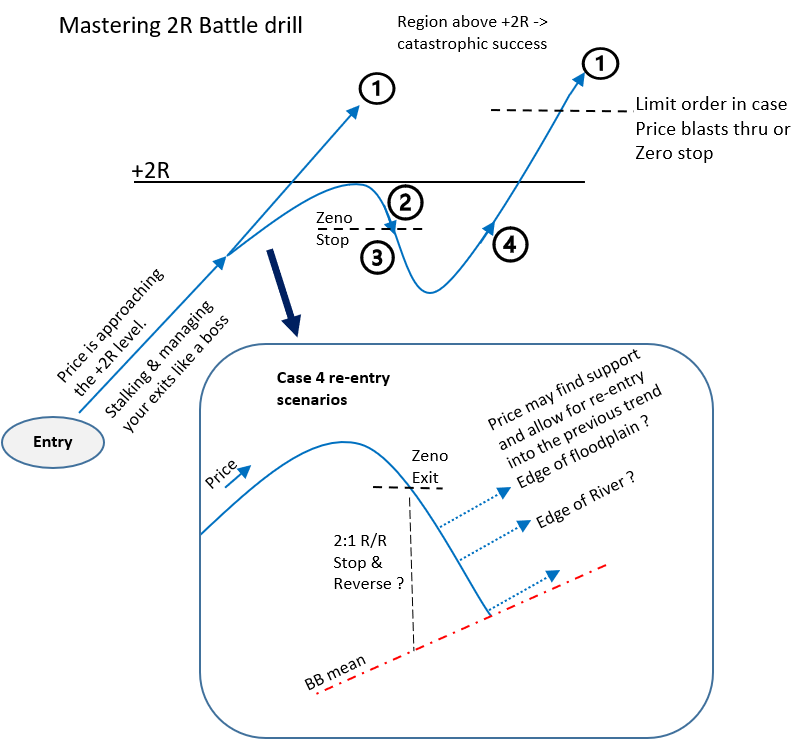 Mastering 2R Battle drill
Region above +2R ->
catastrophic success
1
1
Limit order in case
Price blasts thru or
Zero stop
+2R
2
Zeno
Stop
3
4
Price is approaching
the +2R level.
Stalking & managing
your exits like a boss
Entry
Case 4 re-entry
scenarios
Price may find support
and allow for re-entry
into the previous trend
Edge of floodplain ?
Price
Zeno
Exit
Edge of River ?
2:1 R/R
Stop &
Reverse ?
BB mean